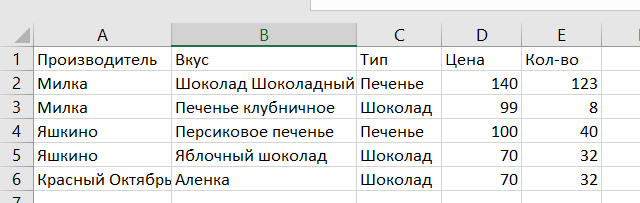 A B C D E
1 Производитель Вкус Тип Цена Кол-во
2 Милка Шоколад Шоколадный Печенье 140 123
3 Милка Печенье клубничное Шоколад 99 8
4 Яшкино Персиковое печенье Печенье 100 40
5 Яшкино Яблочный шоколад Шоколад 70 32
6 Красный Октябрь Аленка Шоколад 70 32